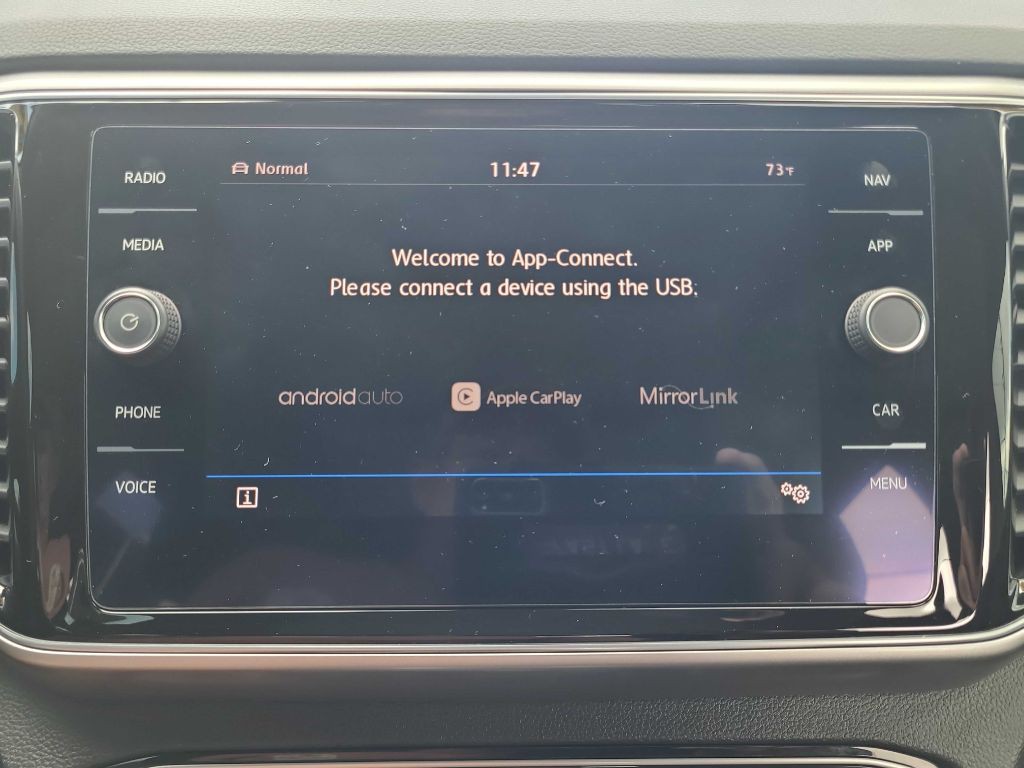 RADIO
Normal 11:47 73°F
NAV
MEDIA
APP
Welcome to App-Connect.
Please connect a device using the USB.
androidauto Apple CarPlay MirrorLink
PHONE
CAR
VOICE
MENU
i